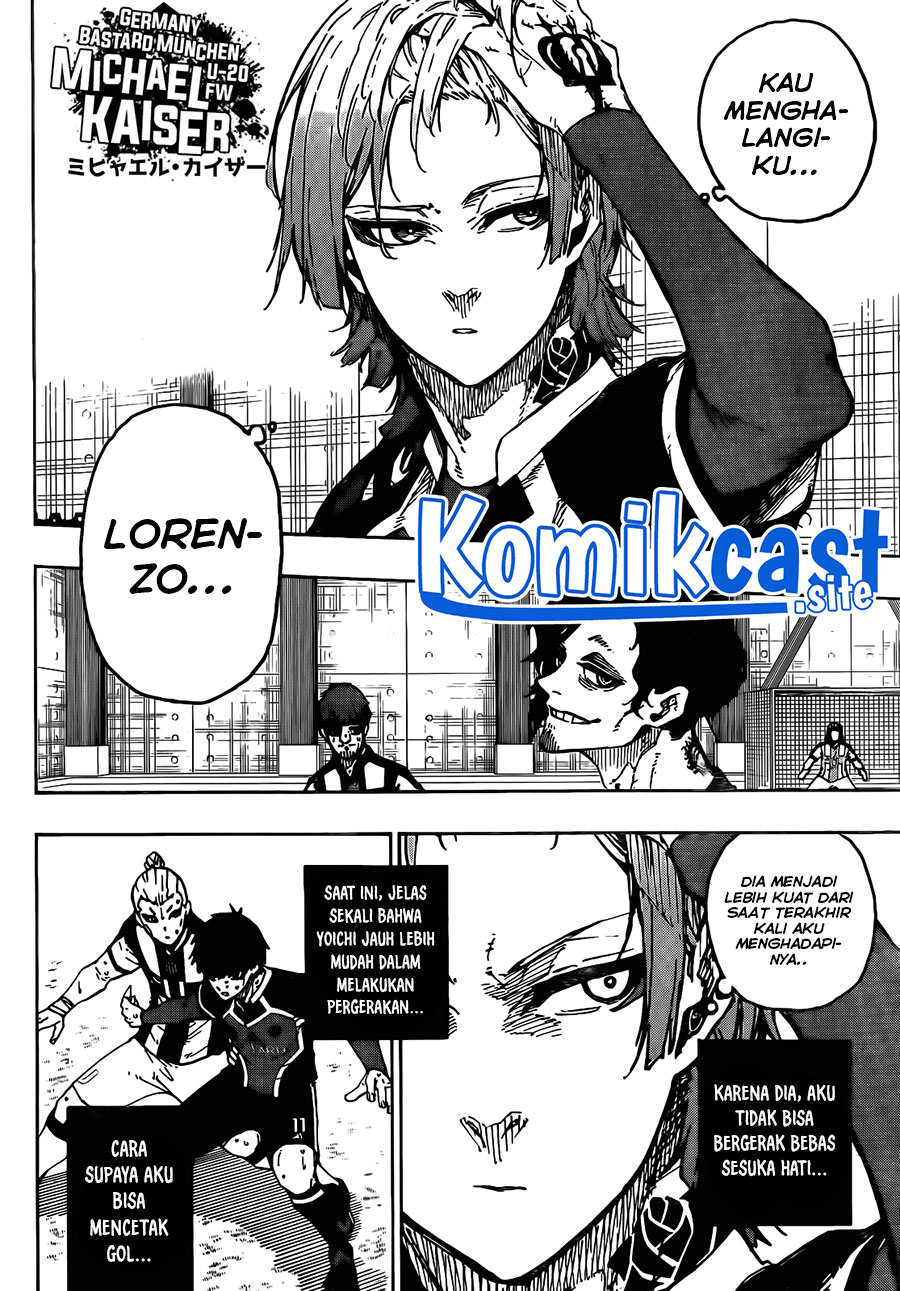 GERMANY
BASTARD MÜNCHEN
U-20
MICHAEL FW
KAISER
ミヒャエル・カイザー
KAU
MENGHA-
LANGI-
KU...
LOREN-
ZO...
Komikcast
.site
DIA MENJADI
LEBIH KUAT DARI
SAAT TERAKHIR
KALI AKU
MENGHADAPI-
NYA..
KARENA DIA, AKU
TIDAK BISA
BERGERAK BEBAS
SESUKA HATI...
SAAT INI, JELAS
SEKALI BAHWA
YOICHI JAUH LEBIH
MUDAH DALAM
MELAKUKAN
PERGERAKAN...
11
CARA
SUPAYA AKU
BISA
MENCETAK
GOL...